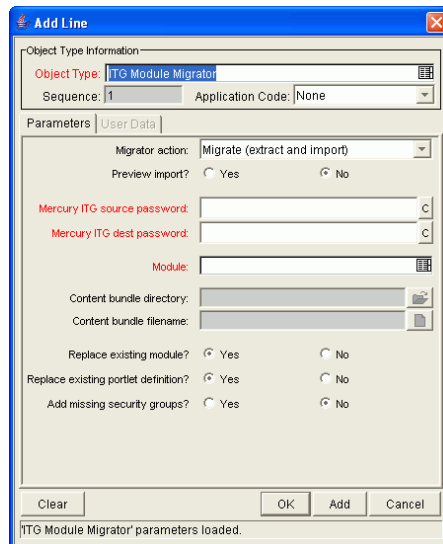 Add Line
Object Type Information
Object Type: ITG Module Migrator
Sequence: 1 Application Code: None
Parameters User Data
Migrator action: Migrate (extract and import)
Preview import? Yes No
Mercury ITG source password: C
Mercury ITG dest password: C
Module:
Content bundle directory:
Content bundle filename:
Replace existing module? Yes No
Replace existing portlet definition? Yes No
Add missing security groups? Yes No
Clear OK Add Cancel
'ITG Module Migrator' parameters loaded.